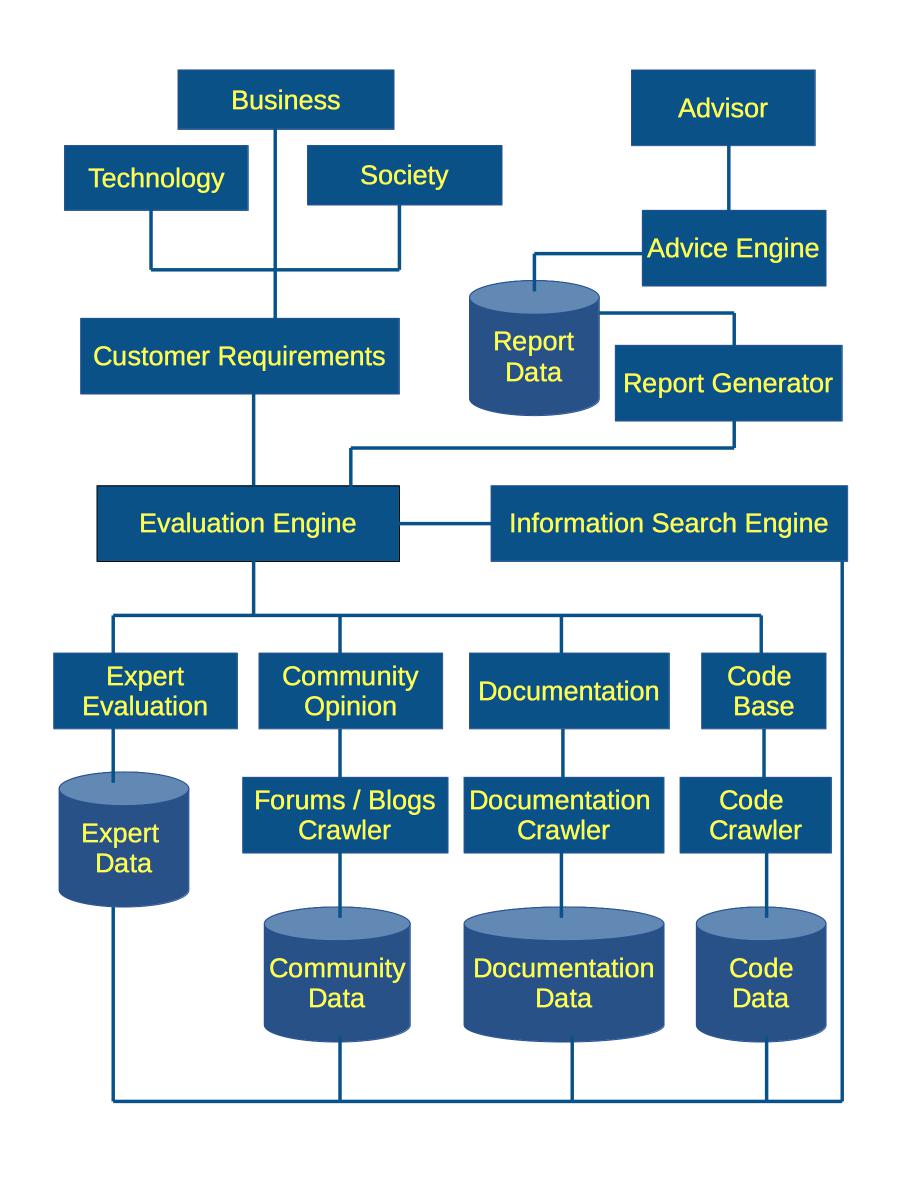 Business
Advisor
Technology
Society
Advice Engine
Report
Data
Customer Requirements
Report Generator
Evaluation Engine
Information Search Engine
Expert
Evaluation
Community
Opinion
Documentation
Code
Base
Forums / Blogs
Crawler
Documentation
Crawler
Code
Crawler
Expert
Data
Community
Data
Documentation
Data
Code
Data